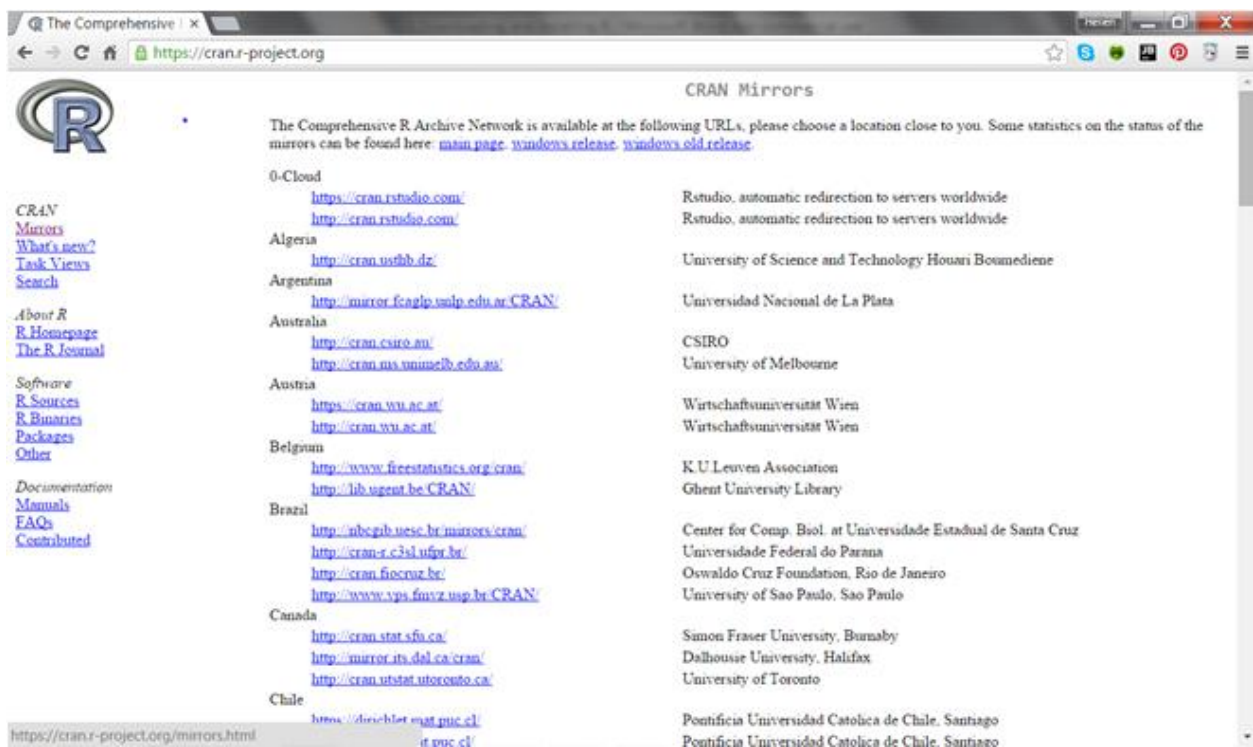 The Comprehensive
Helen
https://cran.r-project.org
R
CRAN
Mirrors
What's new?
Task Views
Search
About R
R Homepage
The R Journal
Software
R Sources
R Binaries
Packages
Other
Documentation
Manuals
FAQs
Contributed
CRAN Mirrors
The Comprehensive R Archive Network is available at the following URLs, please choose a location close to you. Some statistics on the status of the
mirrors can be found here: main page, windows release, windows old release.
0-Cloud
https://cran.rstudio.com/ Rstudio, automatic redirection to servers worldwide
http://cran.rstudio.com/ Rstudio, automatic redirection to servers worldwide
Algeria
http://cran.usthb.dz/ University of Science and Technology Houari Boumediene
Argentina
http://mirror.fcaglp.unlp.edu.ar/CRAN/ Universidad Nacional de La Plata
Australia
http://cran.csiro.au/ CSIRO
http://cran.ms.unimelb.edu.au/ University of Melbourne
Austria
https://cran.wu.ac.at/ Wirtschaftsuniversität Wien
http://cran.wu.ac.at/ Wirtschaftsuniversität Wien
Belgium
http://www.freestatistics.org/cran/ K.U.Leuven Association
http://lib.ugent.be/CRAN/ Ghent University Library
Brazil
http://nbcgib.uesc.br/mirrors/cran/ Center for Comp. Biol. at Universidade Estadual de Santa Cruz
http://cran-r.c3sl.ufpr.br/ Universidade Federal do Parana
http://cran.fiocruz.br/ Oswaldo Cruz Foundation, Rio de Janeiro
http://www.vps.fmvz.usp.br/CRAN/ University of Sao Paulo, Sao Paulo
Canada
http://cran.stat.sfu.ca/ Simon Fraser University, Burnaby
http://mirror.its.dal.ca/cran/ Dalhousie University, Halifax
http://cran.utstat.utoronto.ca/ University of Toronto
Chile
https://dirichlet.mat.puc.cl/ Pontificia Universidad Catolica de Chile, Santiago
at.puc.cl/ Pontificia Universidad Catolica de Chile, Santiago
https://cran.r-project.org/mirrors.html